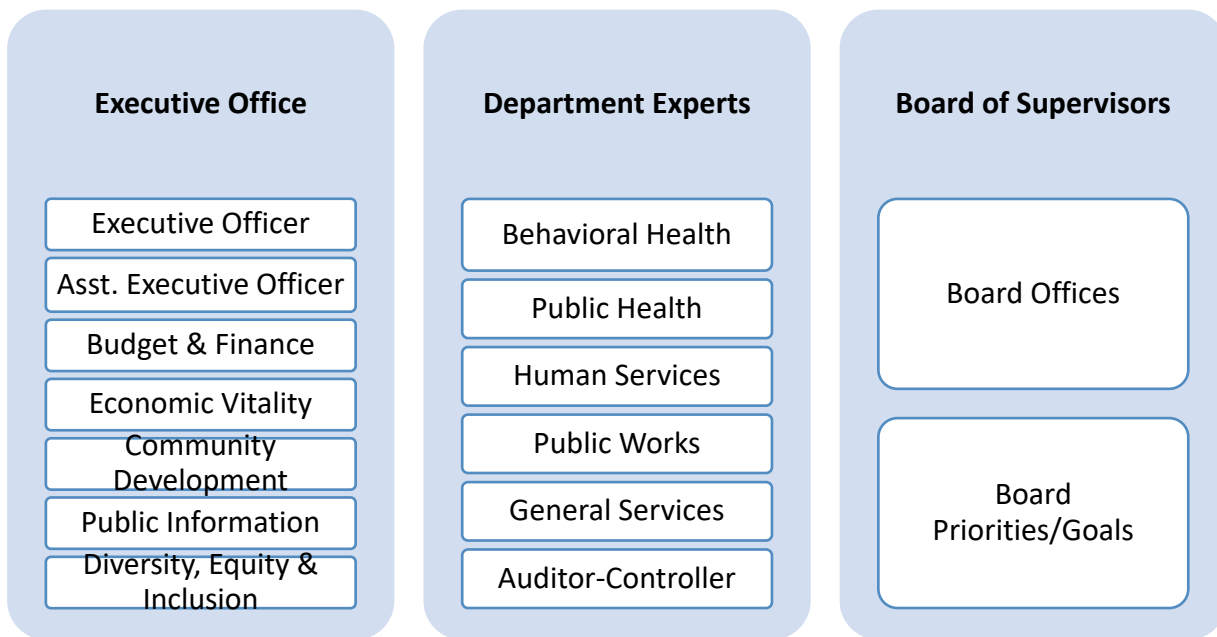 Executive Office
Executive Officer
Asst. Executive Officer
Budget & Finance
Economic Vitality
Community
Development
Public Information
Diversity, Equity &
Inclusion
Department Experts
Behavioral Health
Public Health
Human Services
Public Works
General Services
Auditor-Controller
Board of Supervisors
Board Offices
Board
Priorities/Goals